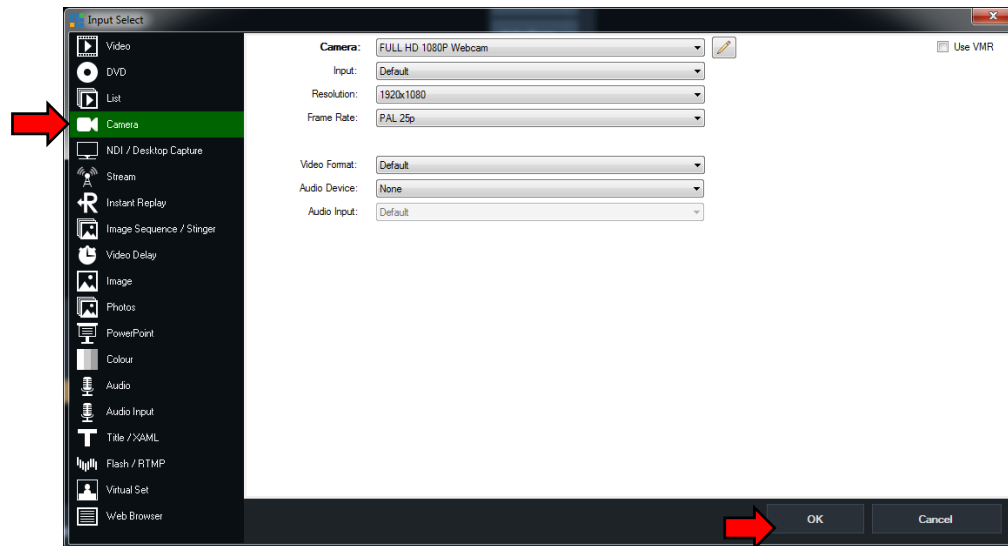 Input Select
Video
DVD
List
Camera
NDI / Desktop Capture
Stream
Instant Replay
Image Sequence / Stinger
Video Delay
Image
Photos
PowerPoint
Colour
Audio
Audio Input
Title / XAML
Flash / RTMP
Virtual Set
Web Browser
Camera: FULL HD 1080P Webcam Use VMR
Input: Default
Resolution: 1920x1080
Frame Rate: PAL 25p
Video Format: Default
Audio Device: None
Audio Input: Default
OK Cancel